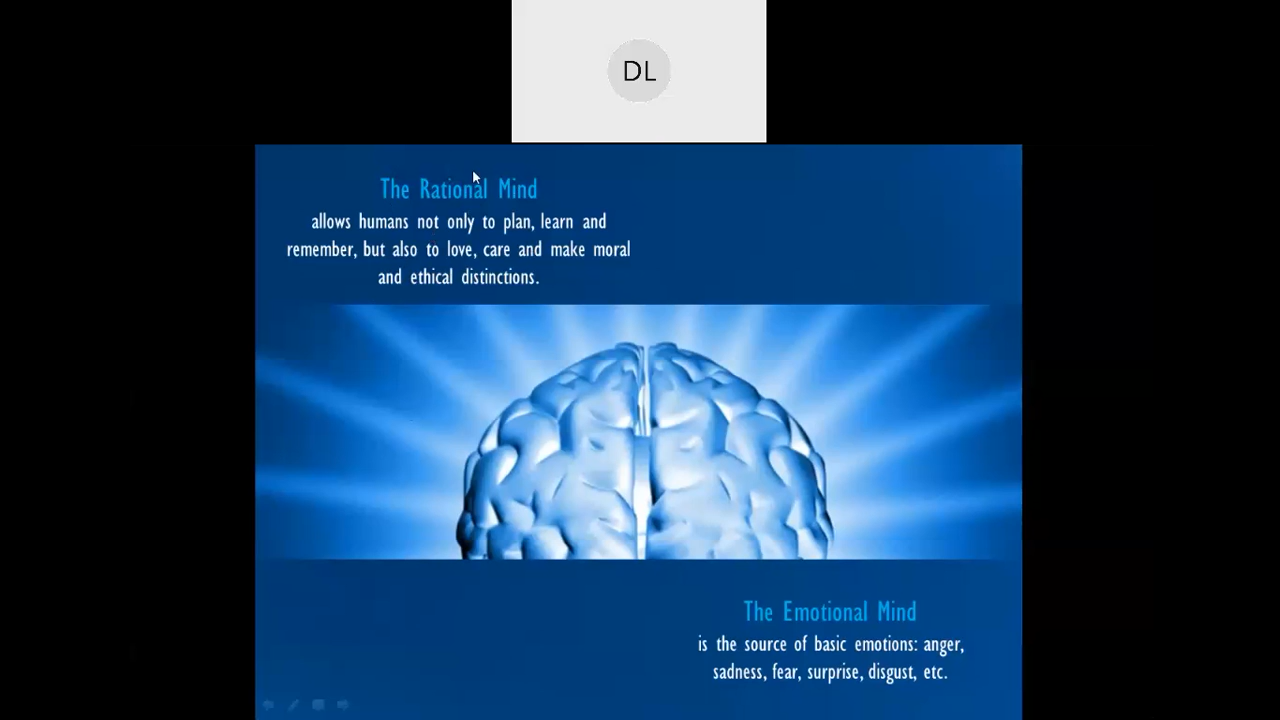 DL
The Rational Mind
allows humans not only to plan, learn and
remember, but also to love, care and make moral
and ethical distinctions.
The Emotional Mind
is the source of basic emotions: anger,
sadness, fear, surprise, disgust, etc.